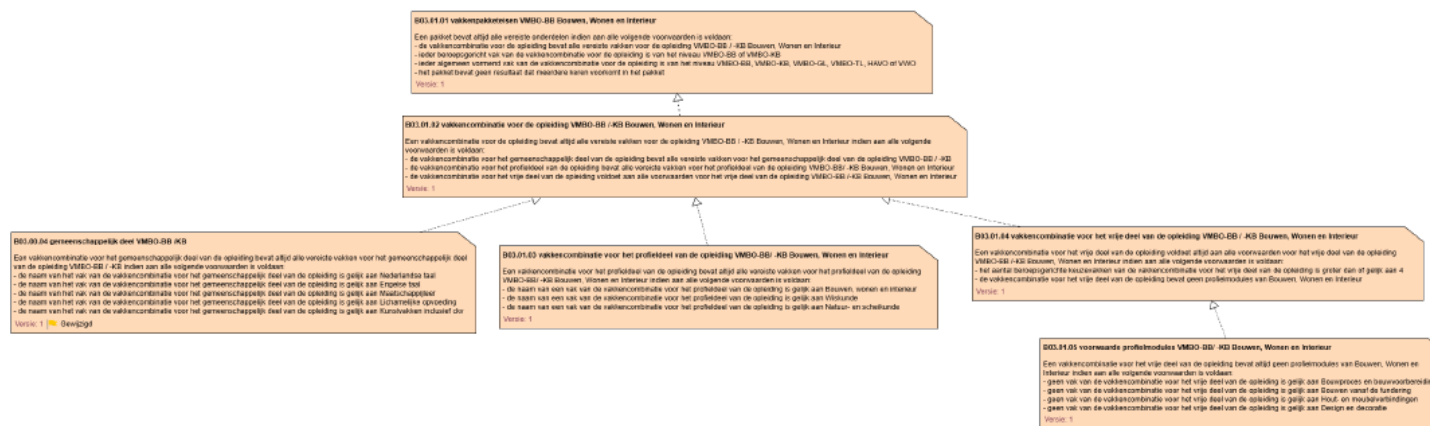 B03.01.01 vakkenpakketeisen VMBO-BB Bouwen, Wonen en Interieur
Een pakket bevat altijd alle vereiste onderdelen indien aan alle volgende voorwaarden is voldaan:
- de vakkencombinatie voor de opleiding bevat alle vereiste vakken voor de opleiding VMBO-BB / -KB Bouwen, Wonen en Interieur
- ieder beroepsgericht vak van de vakkencombinatie voor de opleiding is van het niveau VMBO-BB of VMBO-KB
- ieder algemeen vormend vak van de vakkencombinatie voor de opleiding is van het niveau VMBO-BB, VMBO-KB, VMBO-GL, VMBO-TL, HAVO of VWO
- het pakket bevat geen resultaat dat meerdere keren voorkomt in het pakket
Versie: 1
B03.01.02 vakkencombinatie voor de opleiding VMBO-BB /-KB Bouwen, Wonen en Interieur
Een vakkencombinatie voor de opleiding bevat altijd alle vereiste vakken voor de opleiding VMBO-BB / -KB Bouwen, Wonen en Interieur indien aan alle volgende
voorwaarden is voldaan:
- de vakkencombinatie voor het gemeenschappelijk deel van de opleiding bevat alle vereiste vakken voor het gemeenschappelijk deel van de opleiding VMBO-BB / -KB
- de vakkencombinatie voor het profieldeel van de opleiding bevat alle vereiste vakken voor het profieldeel van de opleiding VMBO-BB/ -KB Bouwen, Wonen en Interieur
- de vakkencombinatie voor het vrije deel van de opleiding voldoet aan alle voorwaarden voor het vrije deel van de opleiding VMBO-BB /-KB Bouwen, Wonen en Interieur
Versie: 1
B03.00.04 gemeenschappelijk deel VMBO-BB /KB
Een vakkencombinatie voor het gemeenschappelijk deel van de opleiding bevat altijd alle vereiste vakken voor het gemeenschappelijk deel
van de opleiding VMBO-BB / -KB indien aan alle volgende voorwaarden is voldaan:
- de naam van het vak van de vakkencombinatie voor het gemeenschappelijk deel van de opleiding is gelijk aan Nederlandse taal
- de naam van het vak van de vakkencombinatie voor het gemeenschappelijk deel van de opleiding is gelijk aan Engelse taal
- de naam van het vak van de vakkencombinatie voor het gemeenschappelijk deel van de opleiding is gelijk aan Maatschappijleer
- de naam van het vak van de vakkencombinatie voor het gemeenschappelijk deel van de opleiding is gelijk aan Lichamelijke opvoeding
- de naam van het vak van de vakkencombinatie voor het gemeenschappelijk deel van de opleiding is gelijk aan Kunstvakken inclusief ckv
Versie: 1 Gewijzigd
B03.01.03 vakkencombinatie voor het profieldeel van de opleiding VMBO-BB/ -KB Bouwen, Wonen en Interieur
Een vakkencombinatie voor het profieldeel van de opleiding bevat altijd alle vereiste vakken voor het profieldeel van de opleiding
VMBO-BB/ -KB Bouwen, Wonen en Interieur indien aan alle volgende voorwaarden is voldaan:
- de naam van een vak van de vakkencombinatie voor het profieldeel van de opleiding is gelijk aan Bouwen, wonen en interieur
- de naam van een vak van de vakkencombinatie voor het profieldeel van de opleiding is gelijk aan Wiskunde
- de naam van een vak van de vakkencombinatie voor het profieldeel van de opleiding is gelijk aan Natuur- en scheikunde
Versie: 1
B03.01.04 vakkencombinatie voor het vrije deel van de opleiding VMBO-BB / -KB Bouwen, Wonen en Interieur
Een vakkencombinatie voor het vrije deel van de opleiding voldoet altijd aan alle voorwaarden voor het vrije deel van de opleiding
VMBO-BB /-KB Bouwen, Wonen en Interieur indien aan alle volgende voorwaarden is voldaan:
- het aantal beroepsgerichte keuzevakken van de vakkencombinatie voor het vrije deel van de opleiding is groter dan of gelijk aan 4
- de vakkencombinatie voor het vrije deel van de opleiding bevat geen profielmodules van Bouwen, Wonen en Interieur
Versie: 1
B03.01.05 voorwaarde profielmodules VMBO-BB/ -KB Bouwen, Wonen en Interieur
Een vakkencombinatie voor het vrije deel van de opleiding bevat altijd geen profielmodules van Bouwen, Wonen en
Interieur indien aan alle volgende voorwaarden is voldaan:
- geen vak van de vakkencombinatie voor het vrije deel van de opleiding is gelijk aan Bouwproces en bouwvoorbereidin
- geen vak van de vakkencombinatie voor het vrije deel van de opleiding is gelijk aan Bouwen vanaf de fundering
- geen vak van de vakkencombinatie voor het vrije deel van de opleiding is gelijk aan Hout- en meubelverbindingen
- geen vak van de vakkencombinatie voor het vrije deel van de opleiding is gelijk aan Design en decoratie
Versie: 1